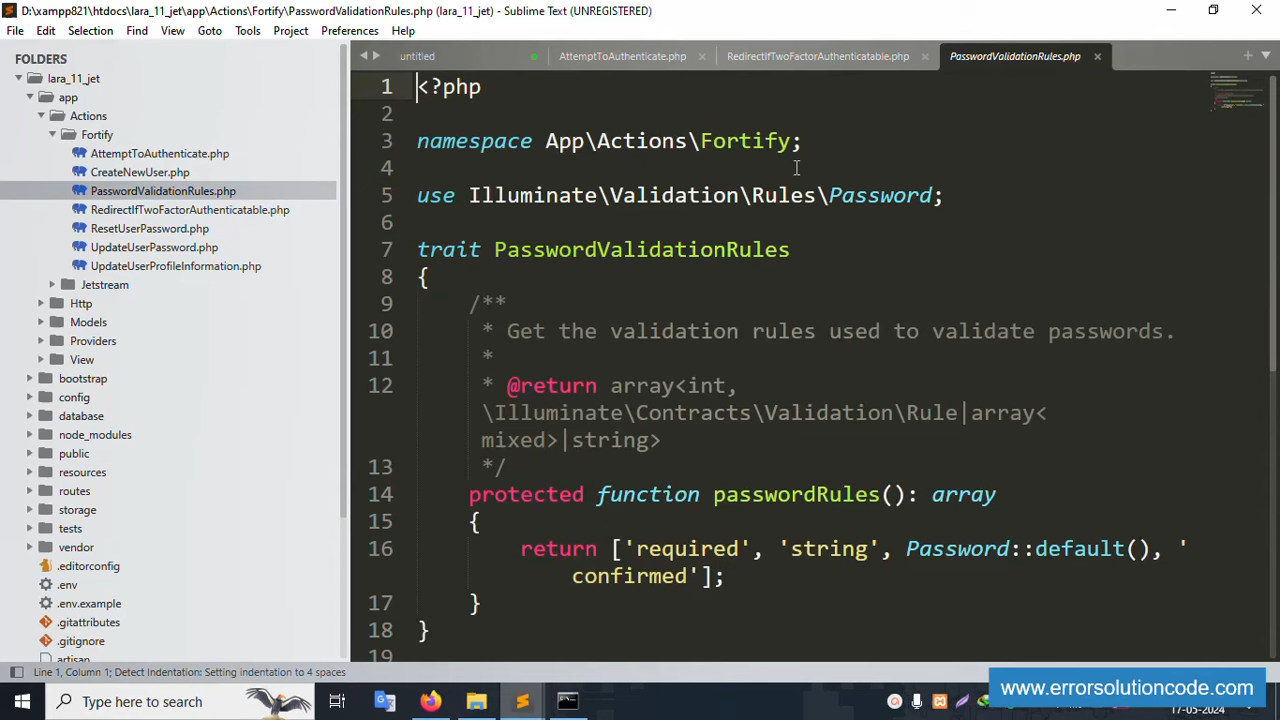 D:\xampp821\htdocs\lara_11_jet\app\Actions\Fortify\PasswordValidationRules.php (lara_11_jet) - Sublime Text (UNREGISTERED)
File Edit Selection Find View Goto Tools Project Preferences Help
FOLDERS
lara_11_jet
app
Actions
Fortify
AttemptToAuthenticate.php
CreateNewUser.php
PasswordValidationRules.php
RedirectIfTwoFactorAuthenticatable.php
ResetUserPassword.php
UpdateUserPassword.php
UpdateUserProfileInformation.php
Jetstream
Http
Models
Providers
View
bootstrap
config
database
node_modules
public
resources
routes
storage
tests
vendor
.editorconfig
.env
.env.example
.gitattributes
.gitignore
artisan
untitled AttemptToAuthenticate.php RedirectIfTwoFactorAuthenticatable.php PasswordValidationRules.php
1 <?php
2
3 namespace App\Actions\Fortify;
4
5 use Illuminate\Validation\Rules\Password;
6
7 trait PasswordValidationRules
8 {
9 /**
10 * Get the validation rules used to validate passwords.
11 *
12 * @return array<int,
\Illuminate\Contracts\Validation\Rule|array<
mixed>|string>
13 */
14 protected function passwordRules(): array
15 {
16 return ['required', 'string', Password::default(), '
confirmed'];
17 }
18 }
19
Line 1, Column 1; Detect Indentation: Setting indentation to 4 spaces
Type here to search
www.errorsolutioncode.com
17-05-2024